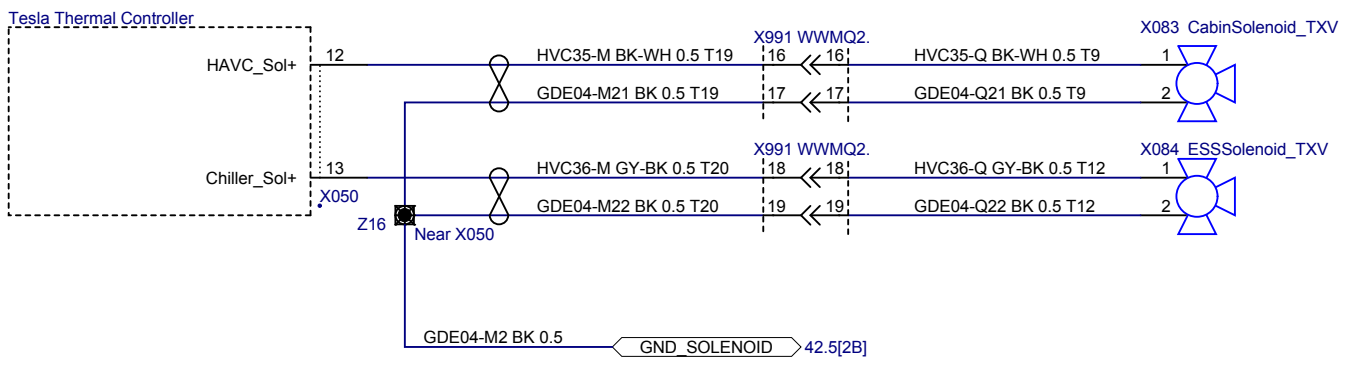 Tesla Thermal Controller
X083 CabinSolenoid_TXV
X991 WWMQ2.
HAVC_Sol+ 12 HVC35-M BK-WH 0.5 T19 16 16 HVC35-Q BK-WH 0.5 T9 1
GDE04-M21 BK 0.5 T19 17 17 GDE04-Q21 BK 0.5 T9 2
X991 WWMQ2. X084 ESSSolenoid_TXV
Chiller_Sol+ 13 HVC36-M GY-BK 0.5 T20 18 18 HVC36-Q GY-BK 0.5 T12 1
X050
GDE04-M22 BK 0.5 T20 19 19 GDE04-Q22 BK 0.5 T12 2
Z16
Near X050
GDE04-M2 BK 0.5 GND_SOLENOID 42.5[2B]